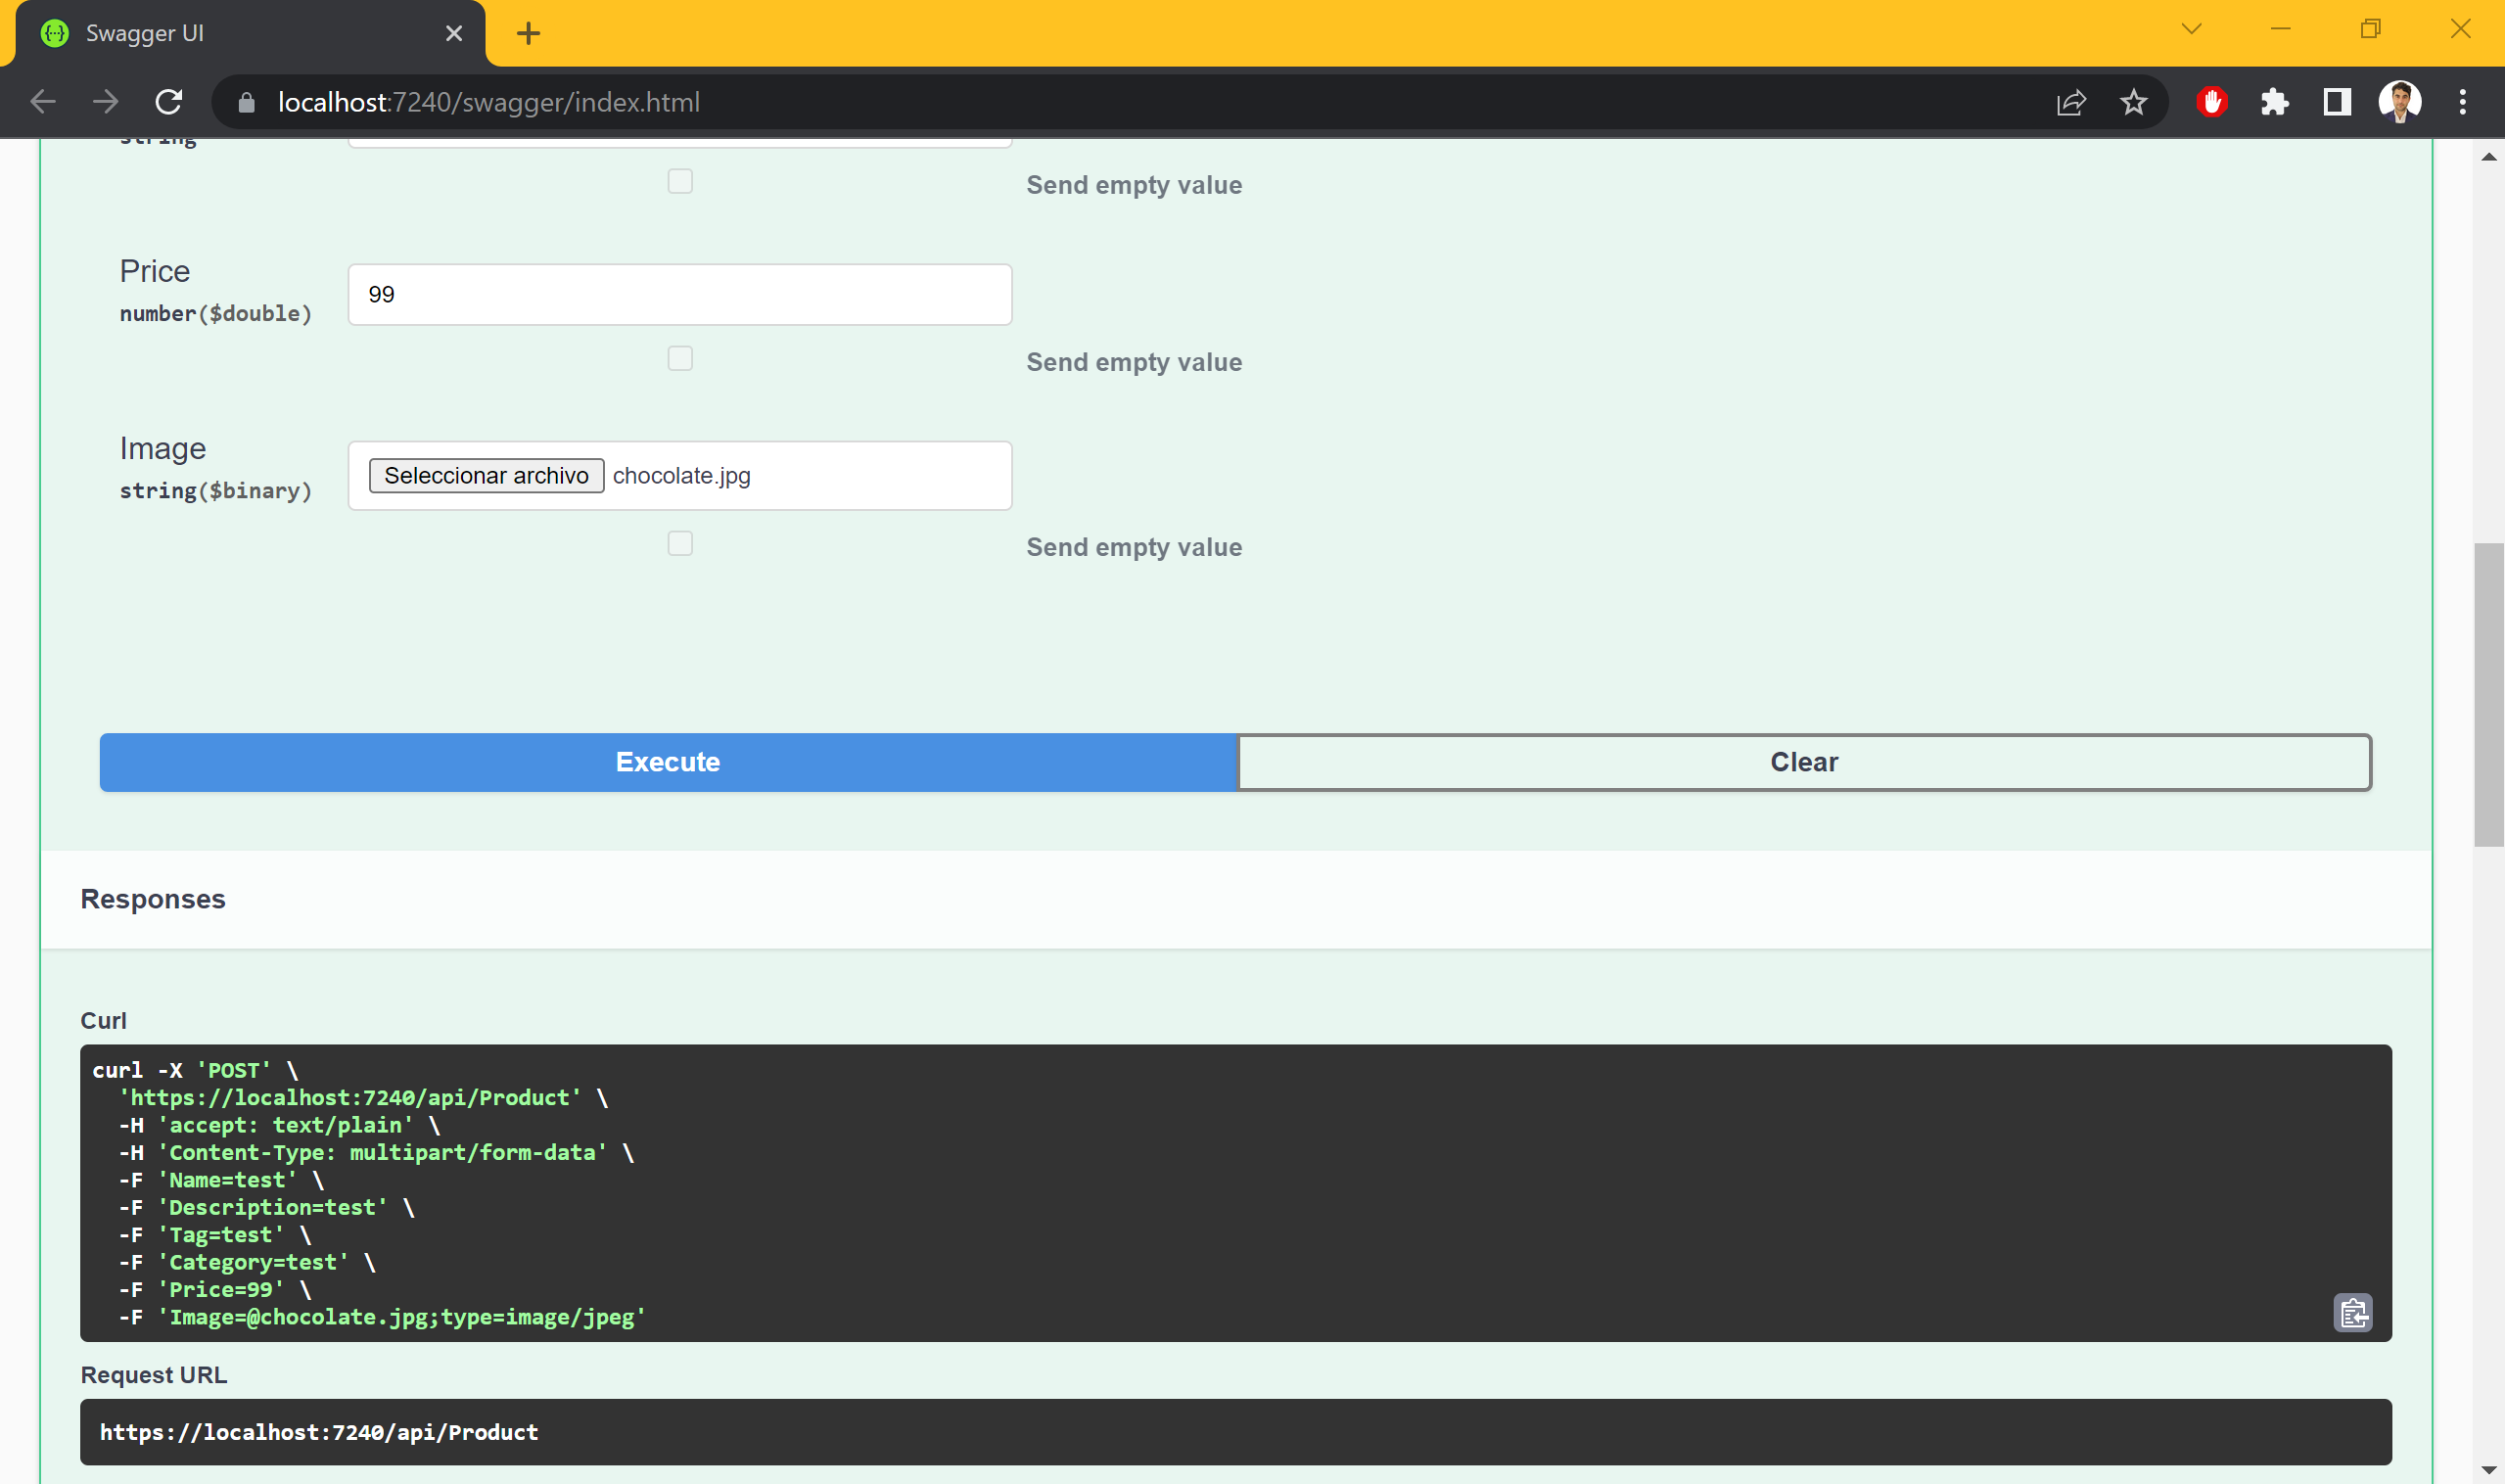 Swagger UI
localhost:7240/swagger/index.html
string
Send empty value
Price
number($double)
99
Send empty value
Image
string($binary)
Seleccionar archivo chocolate.jpg
Send empty value
Execute
Clear
Responses
Curl
curl -X 'POST' \
'https://localhost:7240/api/Product' \
-H 'accept: text/plain' \
-H 'Content-Type: multipart/form-data' \
-F 'Name=test' \
-F 'Description=test' \
-F 'Tag=test' \
-F 'Category=test' \
-F 'Price=99' \
-F 'Image=@chocolate.jpg;type=image/jpeg'
Request URL
https://localhost:7240/api/Product